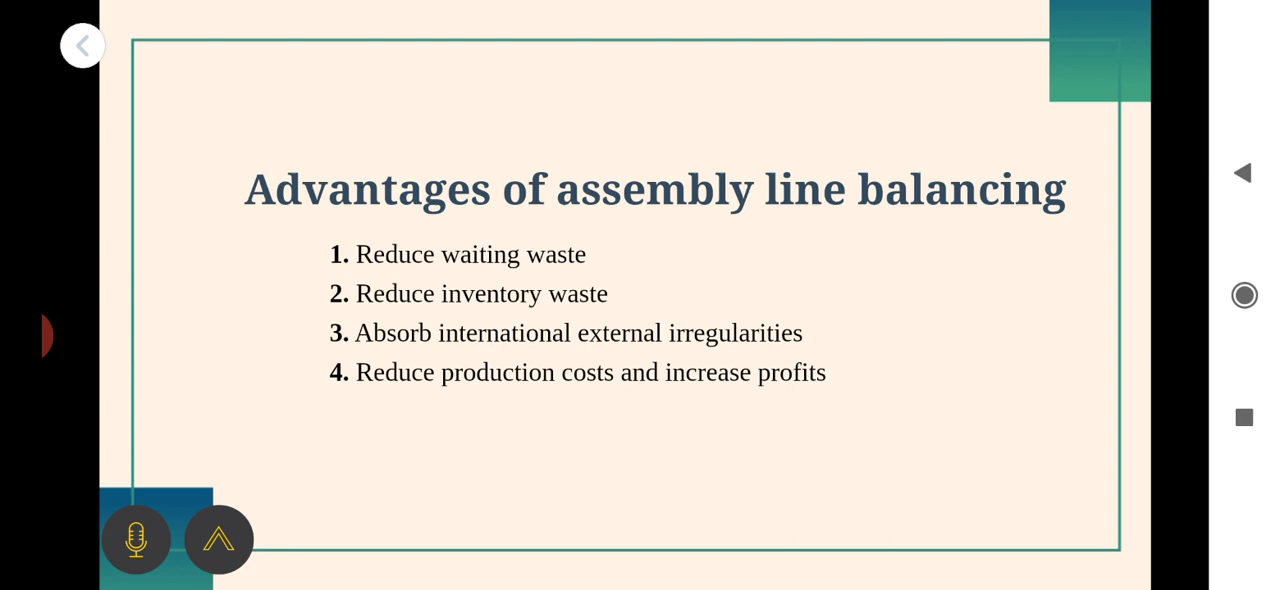 Advantages of assembly line balancing
1. Reduce waiting waste
2. Reduce inventory waste
3. Absorb international external irregularities
4. Reduce production costs and increase profits